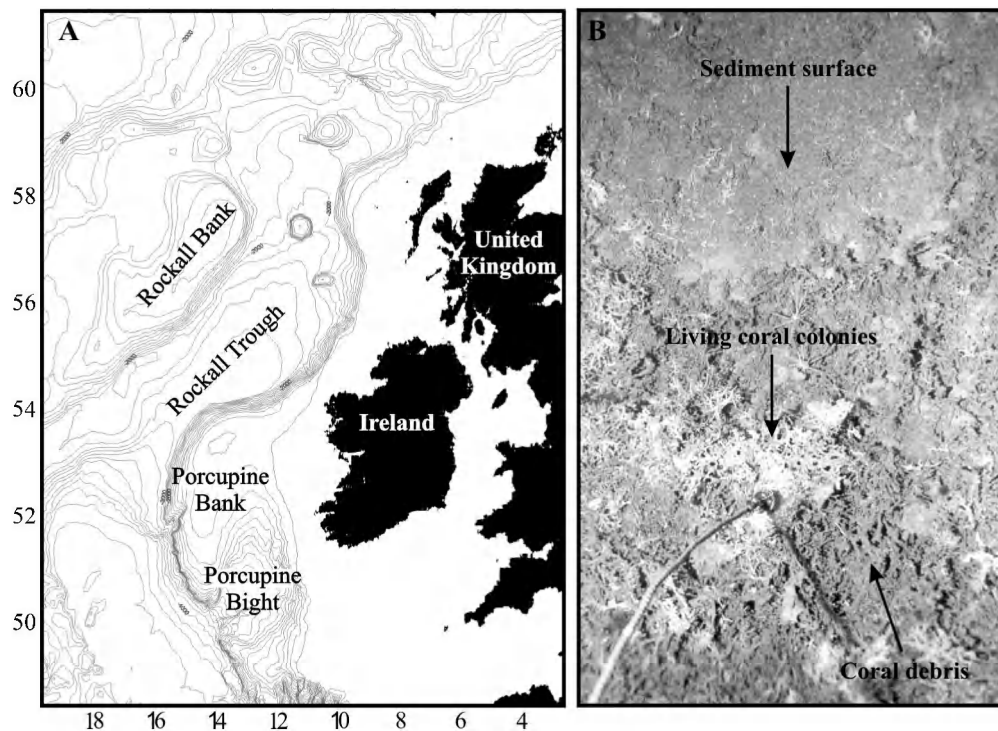 A
60
58
56
54
52
50
18
16
14
12
10
8
6
4
Rockall Bank
Rockall Trough
Porcupine
Bank
Porcupine
Bight
United
Kingdom
Ireland
B
Sediment surface
Living coral colonies
Coral debris